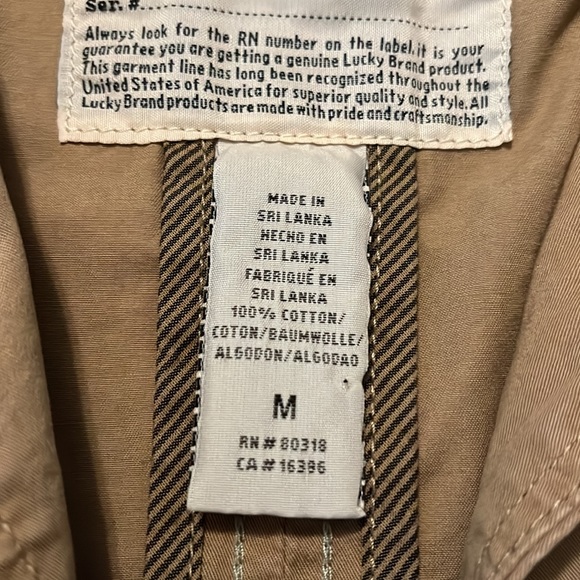 Ser. #
Always look for the RN number on the label, it is your
guarantee you are getting a genuine Lucky Brand product.
This garment line has long been recognized throughout the
United States of America for superior quality and style. All
Lucky Brand products are made with pride and craftsmanship.
MADE IN
SRI LANKA
HECHO EN
SRI LANKA
FABRIQUÉ EN
SRI LANKA
100% COTTON/
COTON/BAUMWOLLE/
ALGODON/ALGODAO
M
RN# 80318
CA# 16396